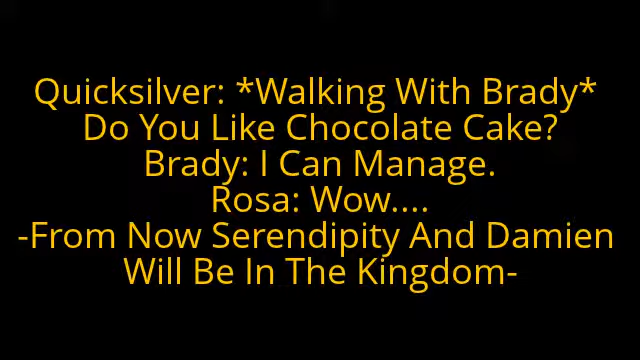 Quicksilver: *Walking With Brady*
Do You Like Chocolate Cake?
Brady: I Can Manage.
Rosa: Wow....
-From Now Serendipity And Damien
Will Be In The Kingdom-